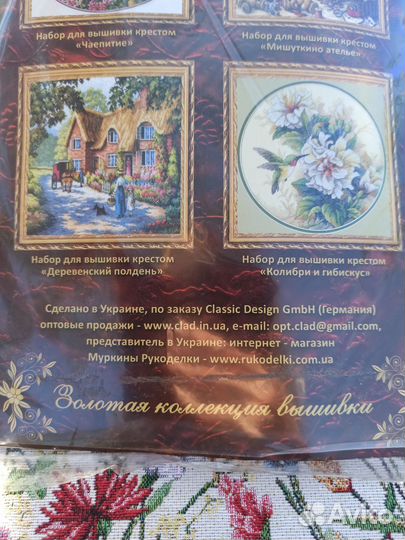 Набор для вышивки крестом
«Чаепитие»
Набор для вышивки крестом
«Мишуткино ателье»
Набор для вышивки крестом
«Деревенский полдень»
Набор для вышивки крестом
«Колибри и гибискус»
Сделано в Украине, по заказу Classic Design GmbH (Германия)
оптовые продажи - www.clad.in.ua, e-mail: opt.clad@gmail.com,
представитель в Украине: интернет - магазин
Муркины Рукоделки - www.rukodelki.com.ua
Золотая коллекция вышивки
Avito